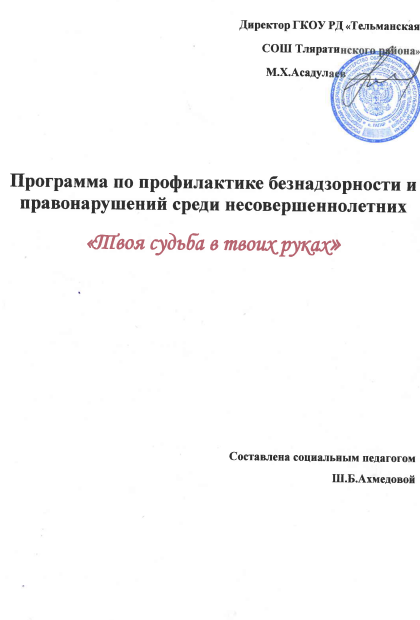 Директор ГКОУ РД «Тельманская
СОШ Тляратинского района»
М.Х.Асадулаев
Программа по профилактике безнадзорности и
правонарушений среди несовершеннолетних
«Твоя судьба в твоих руках»
Составлена социальным педагогом
Ш.Б.Ахмедовой